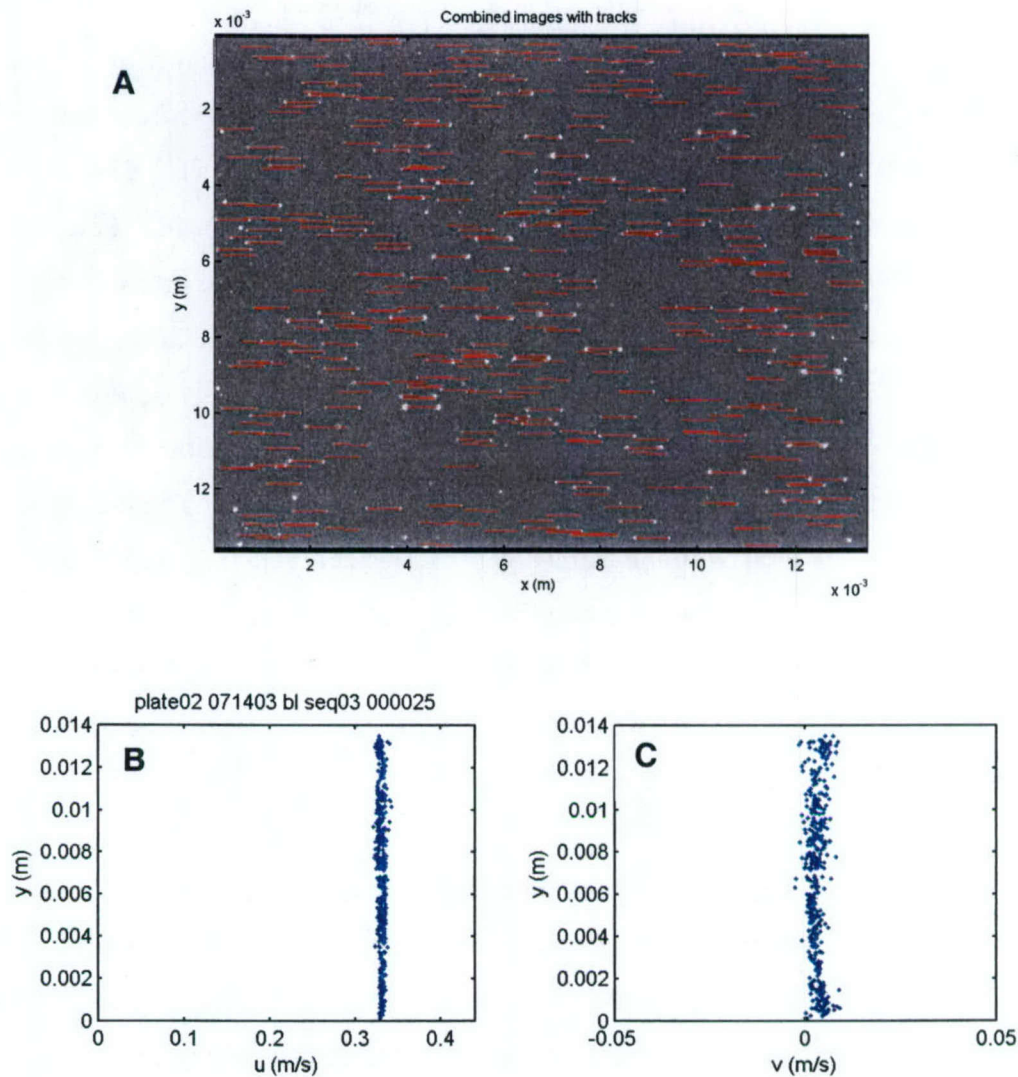 Combined images with tracks
x 10⁻³
A
2
4
6
8
10
12
y (m)
2 4 6 8 10 12
x (m)
x 10⁻³
plate02 071403 bl seq03 000025
B
0.014
0.012
0.01
0.008
0.006
0.004
0.002
0
y (m)
0 0.1 0.2 0.3 0.4
u (m/s)
C
0.014
0.012
0.01
0.008
0.006
0.004
0.002
0
y (m)
-0.05 0 0.05
v (m/s)